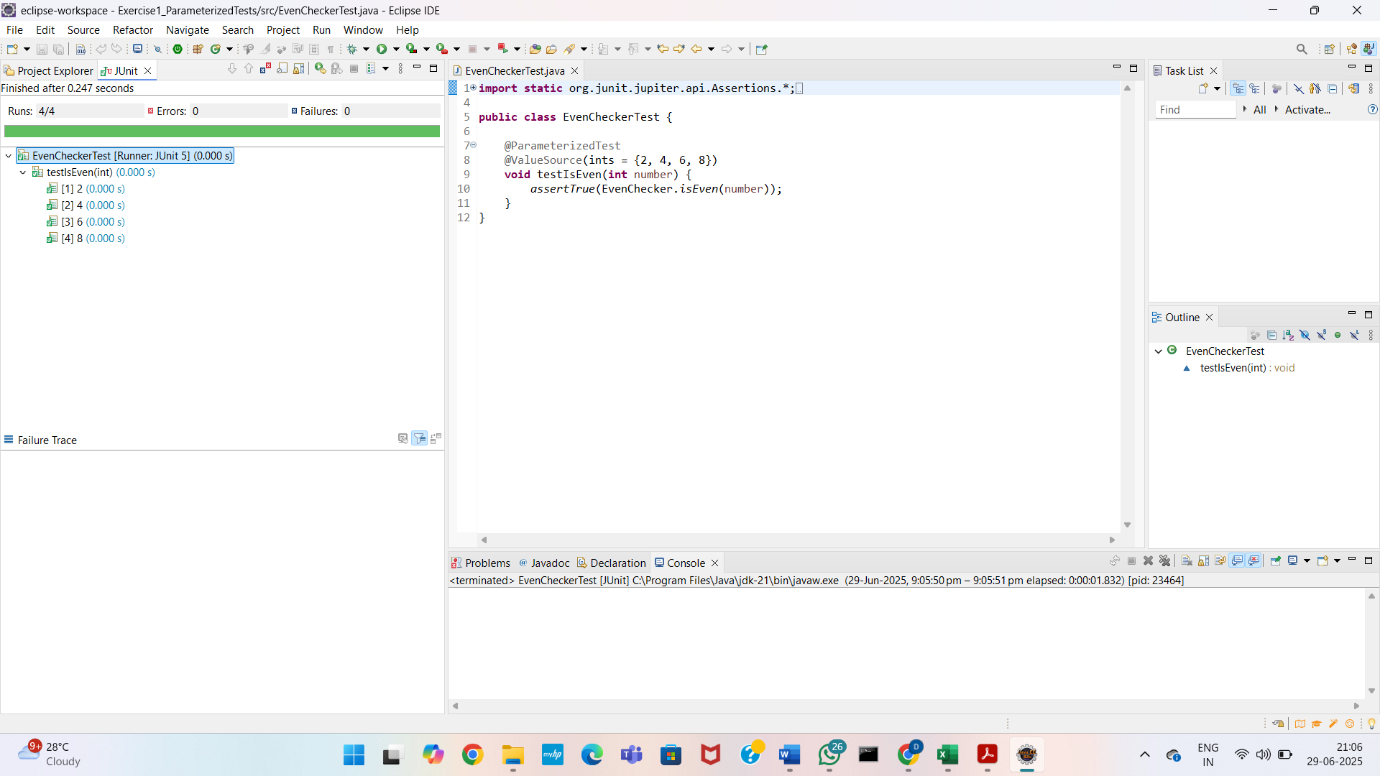 eclipse-workspace - Exercise1_ParameterizedTests/src/EvenCheckerTest.java - Eclipse IDE
File Edit Source Refactor Navigate Search Project Run Window Help
Project Explorer JUnit
Finished after 0.247 seconds
Runs: 4/4 Errors: 0 Failures: 0
EvenCheckerTest [Runner: JUnit 5] (0.000 s)
testIsEven(int) (0.000 s)
[1] 2 (0.000 s)
[2] 4 (0.000 s)
[3] 6 (0.000 s)
[4] 8 (0.000 s)
Failure Trace
EvenCheckerTest.java
1 import static org.junit.jupiter.api.Assertions.*;
4
5 public class EvenCheckerTest {
6
7 @ParameterizedTest
8 @ValueSource(ints = {2, 4, 6, 8})
9 void testIsEven(int number) {
10 assertTrue(EvenChecker.isEven(number));
11 }
12 }
Task List
Find All Activate...
Outline
EvenCheckerTest
testIsEven(int) : void
Problems Javadoc Declaration Console
<terminated> EvenCheckerTest [JUnit] C:\Program Files\Java\jdk-21\bin\javaw.exe (29-Jun-2025, 9:05:50 pm – 9:05:51 pm elapsed: 0:00:01.832) [pid: 23464]
9+
28°C
Cloudy
myhp
26
D
ENG
IN
21:06
29-06-2025